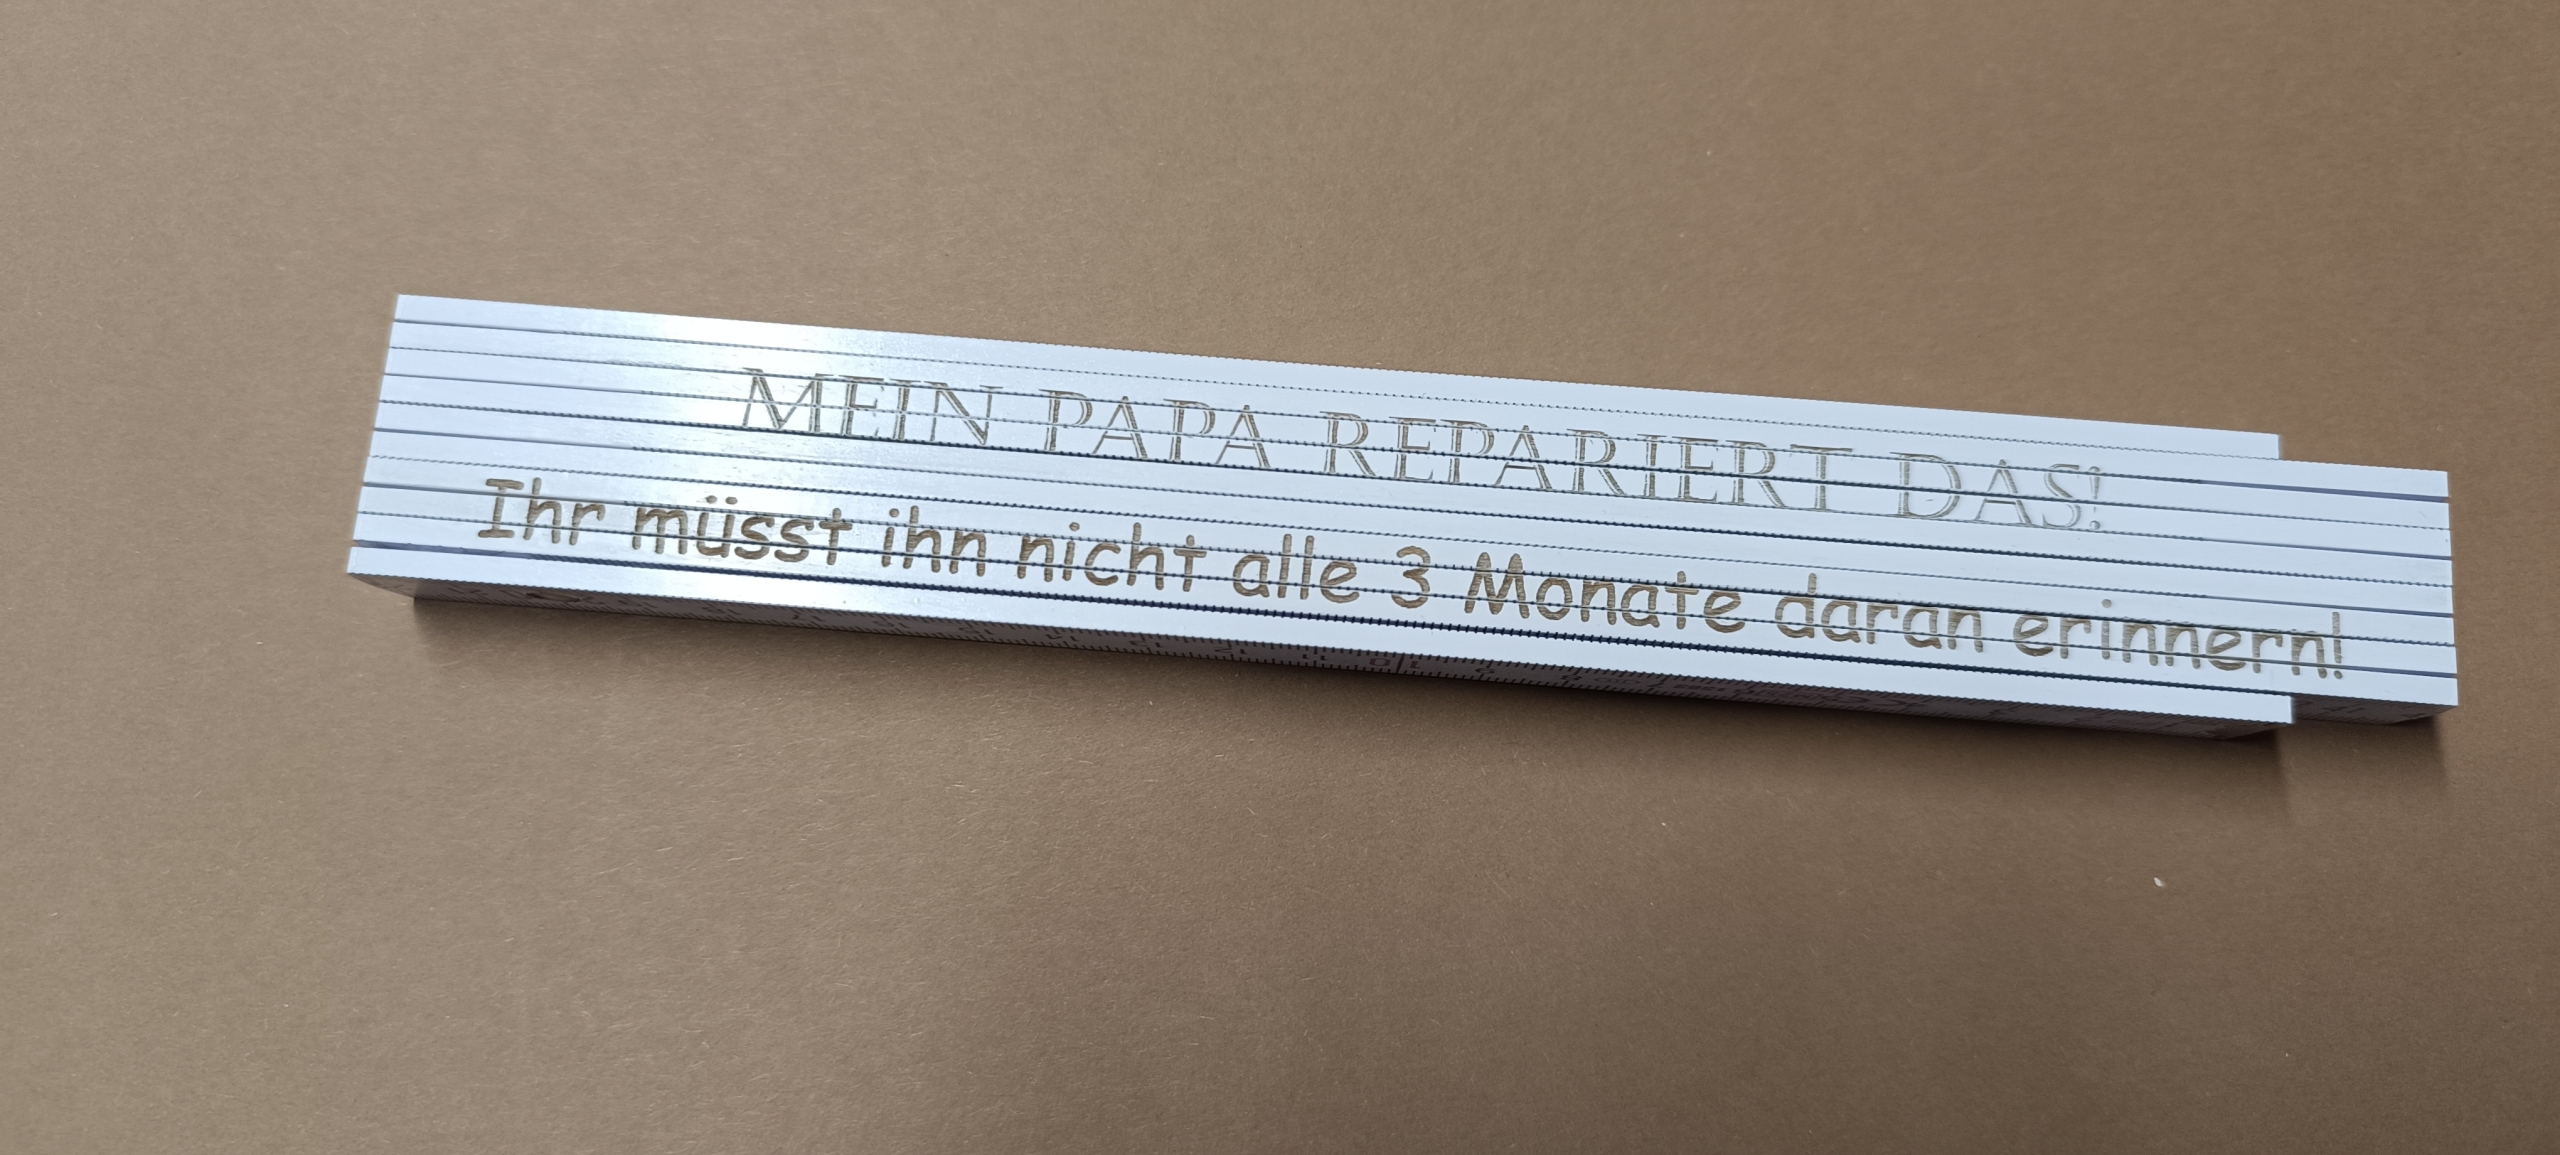 MEIN PAPA REPARIERT DAS!
Ihr müsst ihn nicht alle 3 Monate daran erinnern!